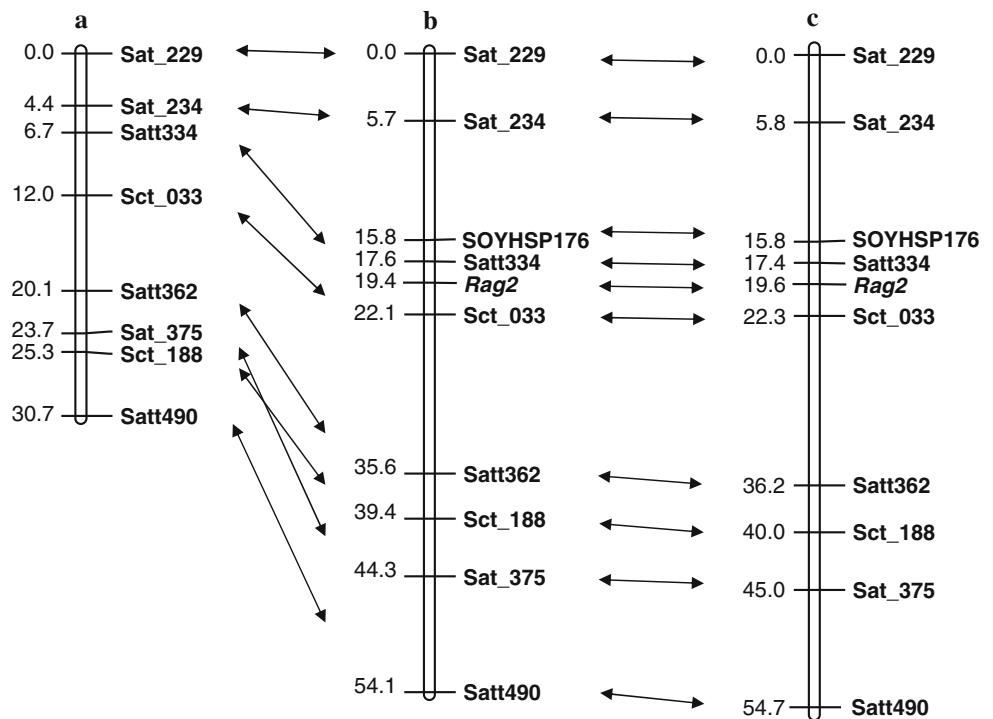 a
0.0 Sat_229
4.4 Sat_234
6.7 Satt334
12.0 Sct_033
20.1 Satt362
23.7 Sat_375
25.3 Sct_188
30.7 Satt490
b
0.0 Sat_229
5.7 Sat_234
15.8 SOYHSP176
17.6 Satt334
19.4 Rag2
22.1 Sct_033
35.6 Satt362
39.4 Sct_188
44.3 Sat_375
54.1 Satt490
c
0.0 Sat_229
5.8 Sat_234
15.8 SOYHSP176
17.4 Satt334
19.6 Rag2
22.3 Sct_033
36.2 Satt362
40.0 Sct_188
45.0 Sat_375
54.7 Satt490